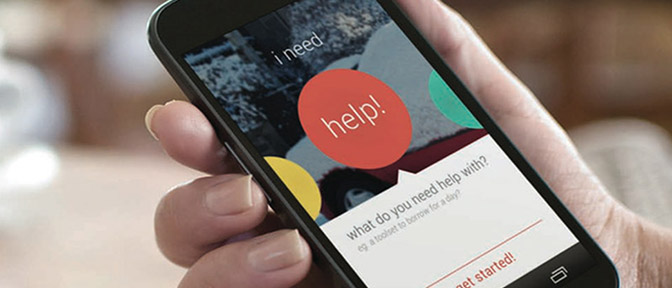 i need
help!
what do you need help with?
eg a toolset to borrow for a day?
get started!